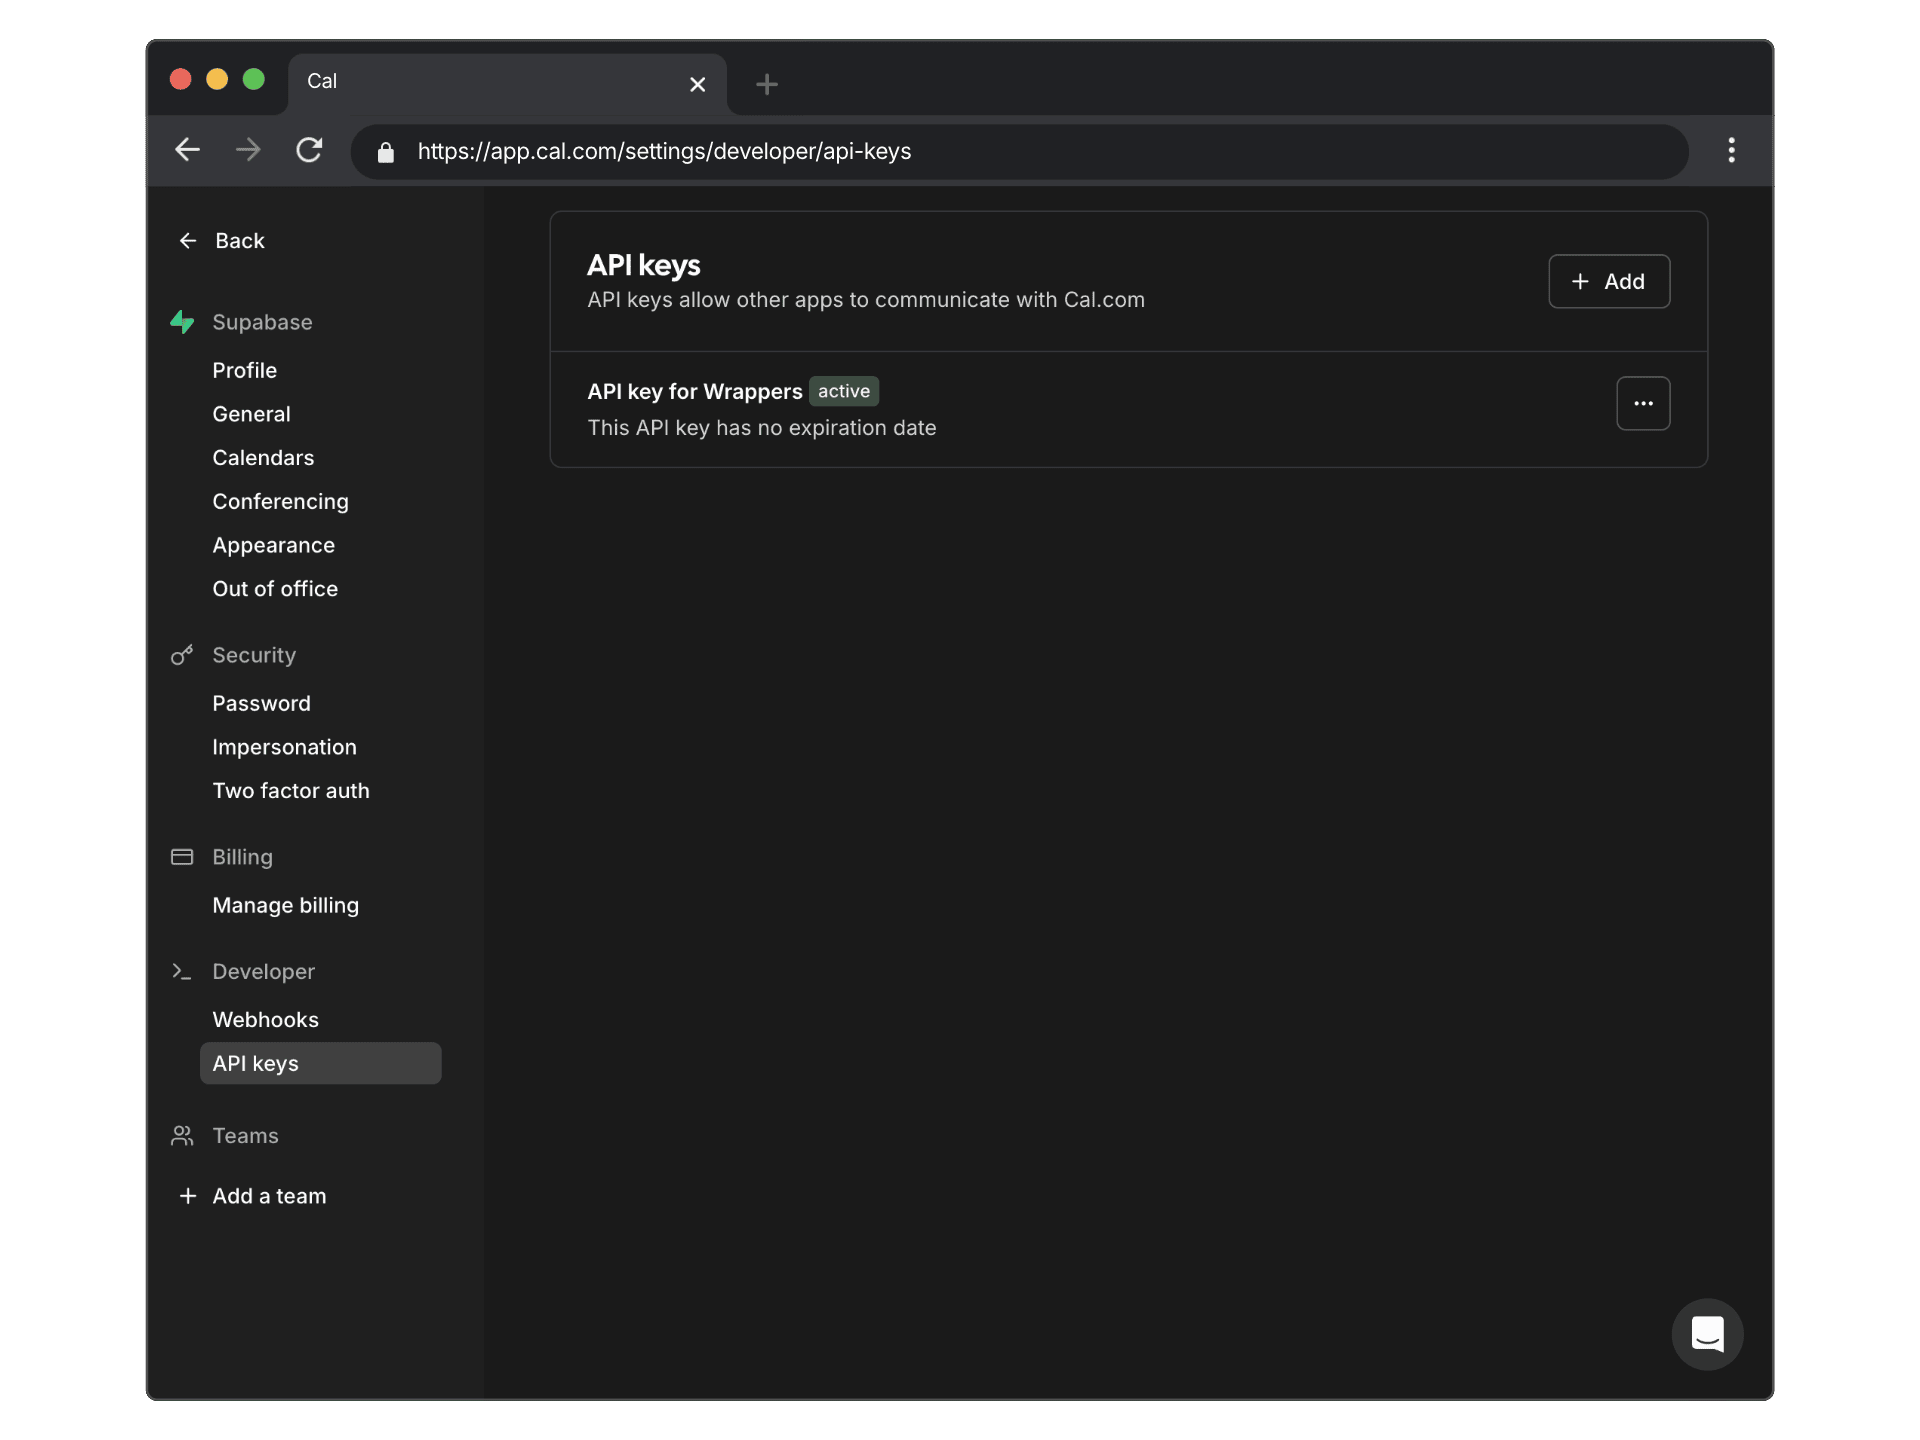 Cal
https://app.cal.com/settings/developer/api-keys
Back
Supabase
Profile
General
Calendars
Conferencing
Appearance
Out of office
Security
Password
Impersonation
Two factor auth
Billing
Manage billing
Developer
Webhooks
API keys
Teams
Add a team
API keys
API keys allow other apps to communicate with Cal.com
Add
API key for Wrappers active
This API key has no expiration date